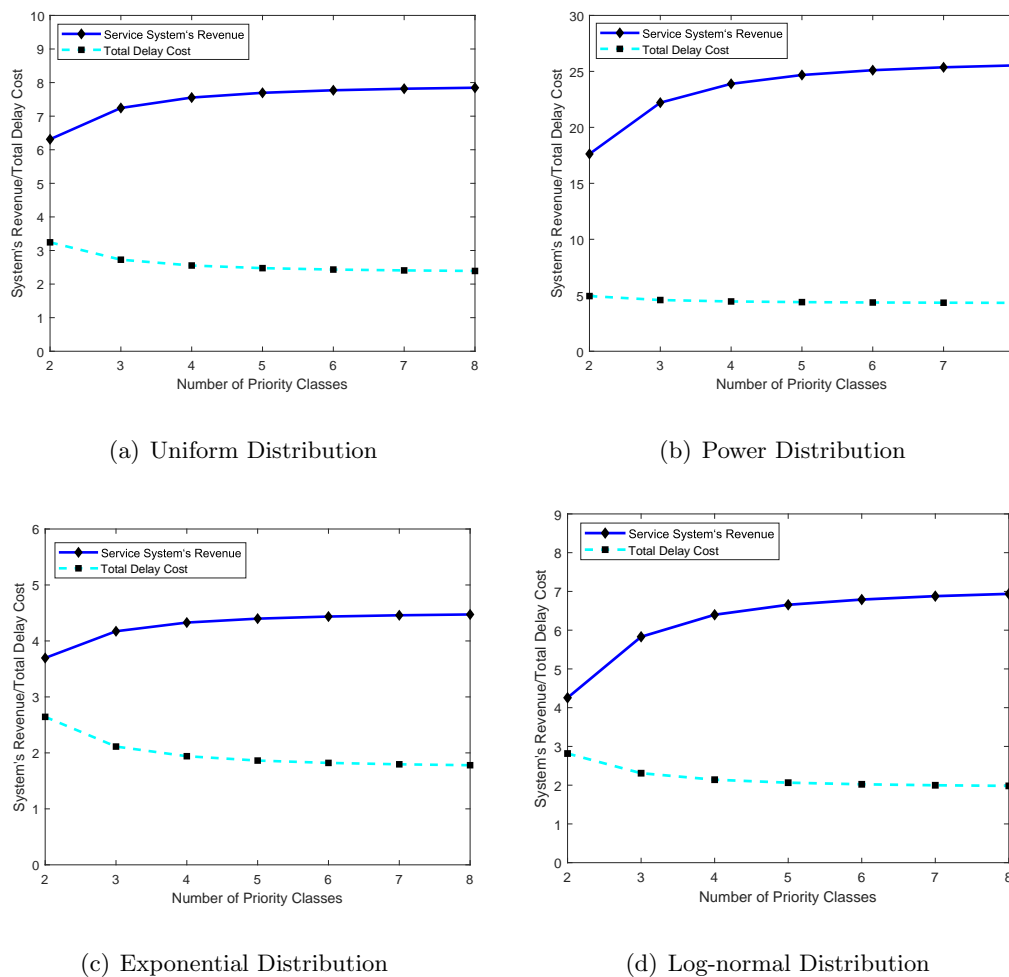 10
9
8
7
6
5
4
3
2
1
0
System's Revenue/Total Delay Cost
Service System's Revenue
Total Delay Cost
2 3 4 5 6 7 8
Number of Priority Classes
(a) Uniform Distribution
30
25
20
15
10
5
0
System's Revenue/Total Delay Cost
Service System's Revenue
Total Delay Cost
2 3 4 5 6 7
Number of Priority Classes
(b) Power Distribution
6
5
4
3
2
1
0
System's Revenue/Total Delay Cost
Service System's Revenue
Total Delay Cost
2 3 4 5 6 7 8
Number of Priority Classes
(c) Exponential Distribution
9
8
7
6
5
4
3
2
1
0
System's Revenue/Total Delay Cost
Service System's Revenue
Total Delay Cost
2 3 4 5 6 7 8
Number of Priority Classes
(d) Log-normal Distribution